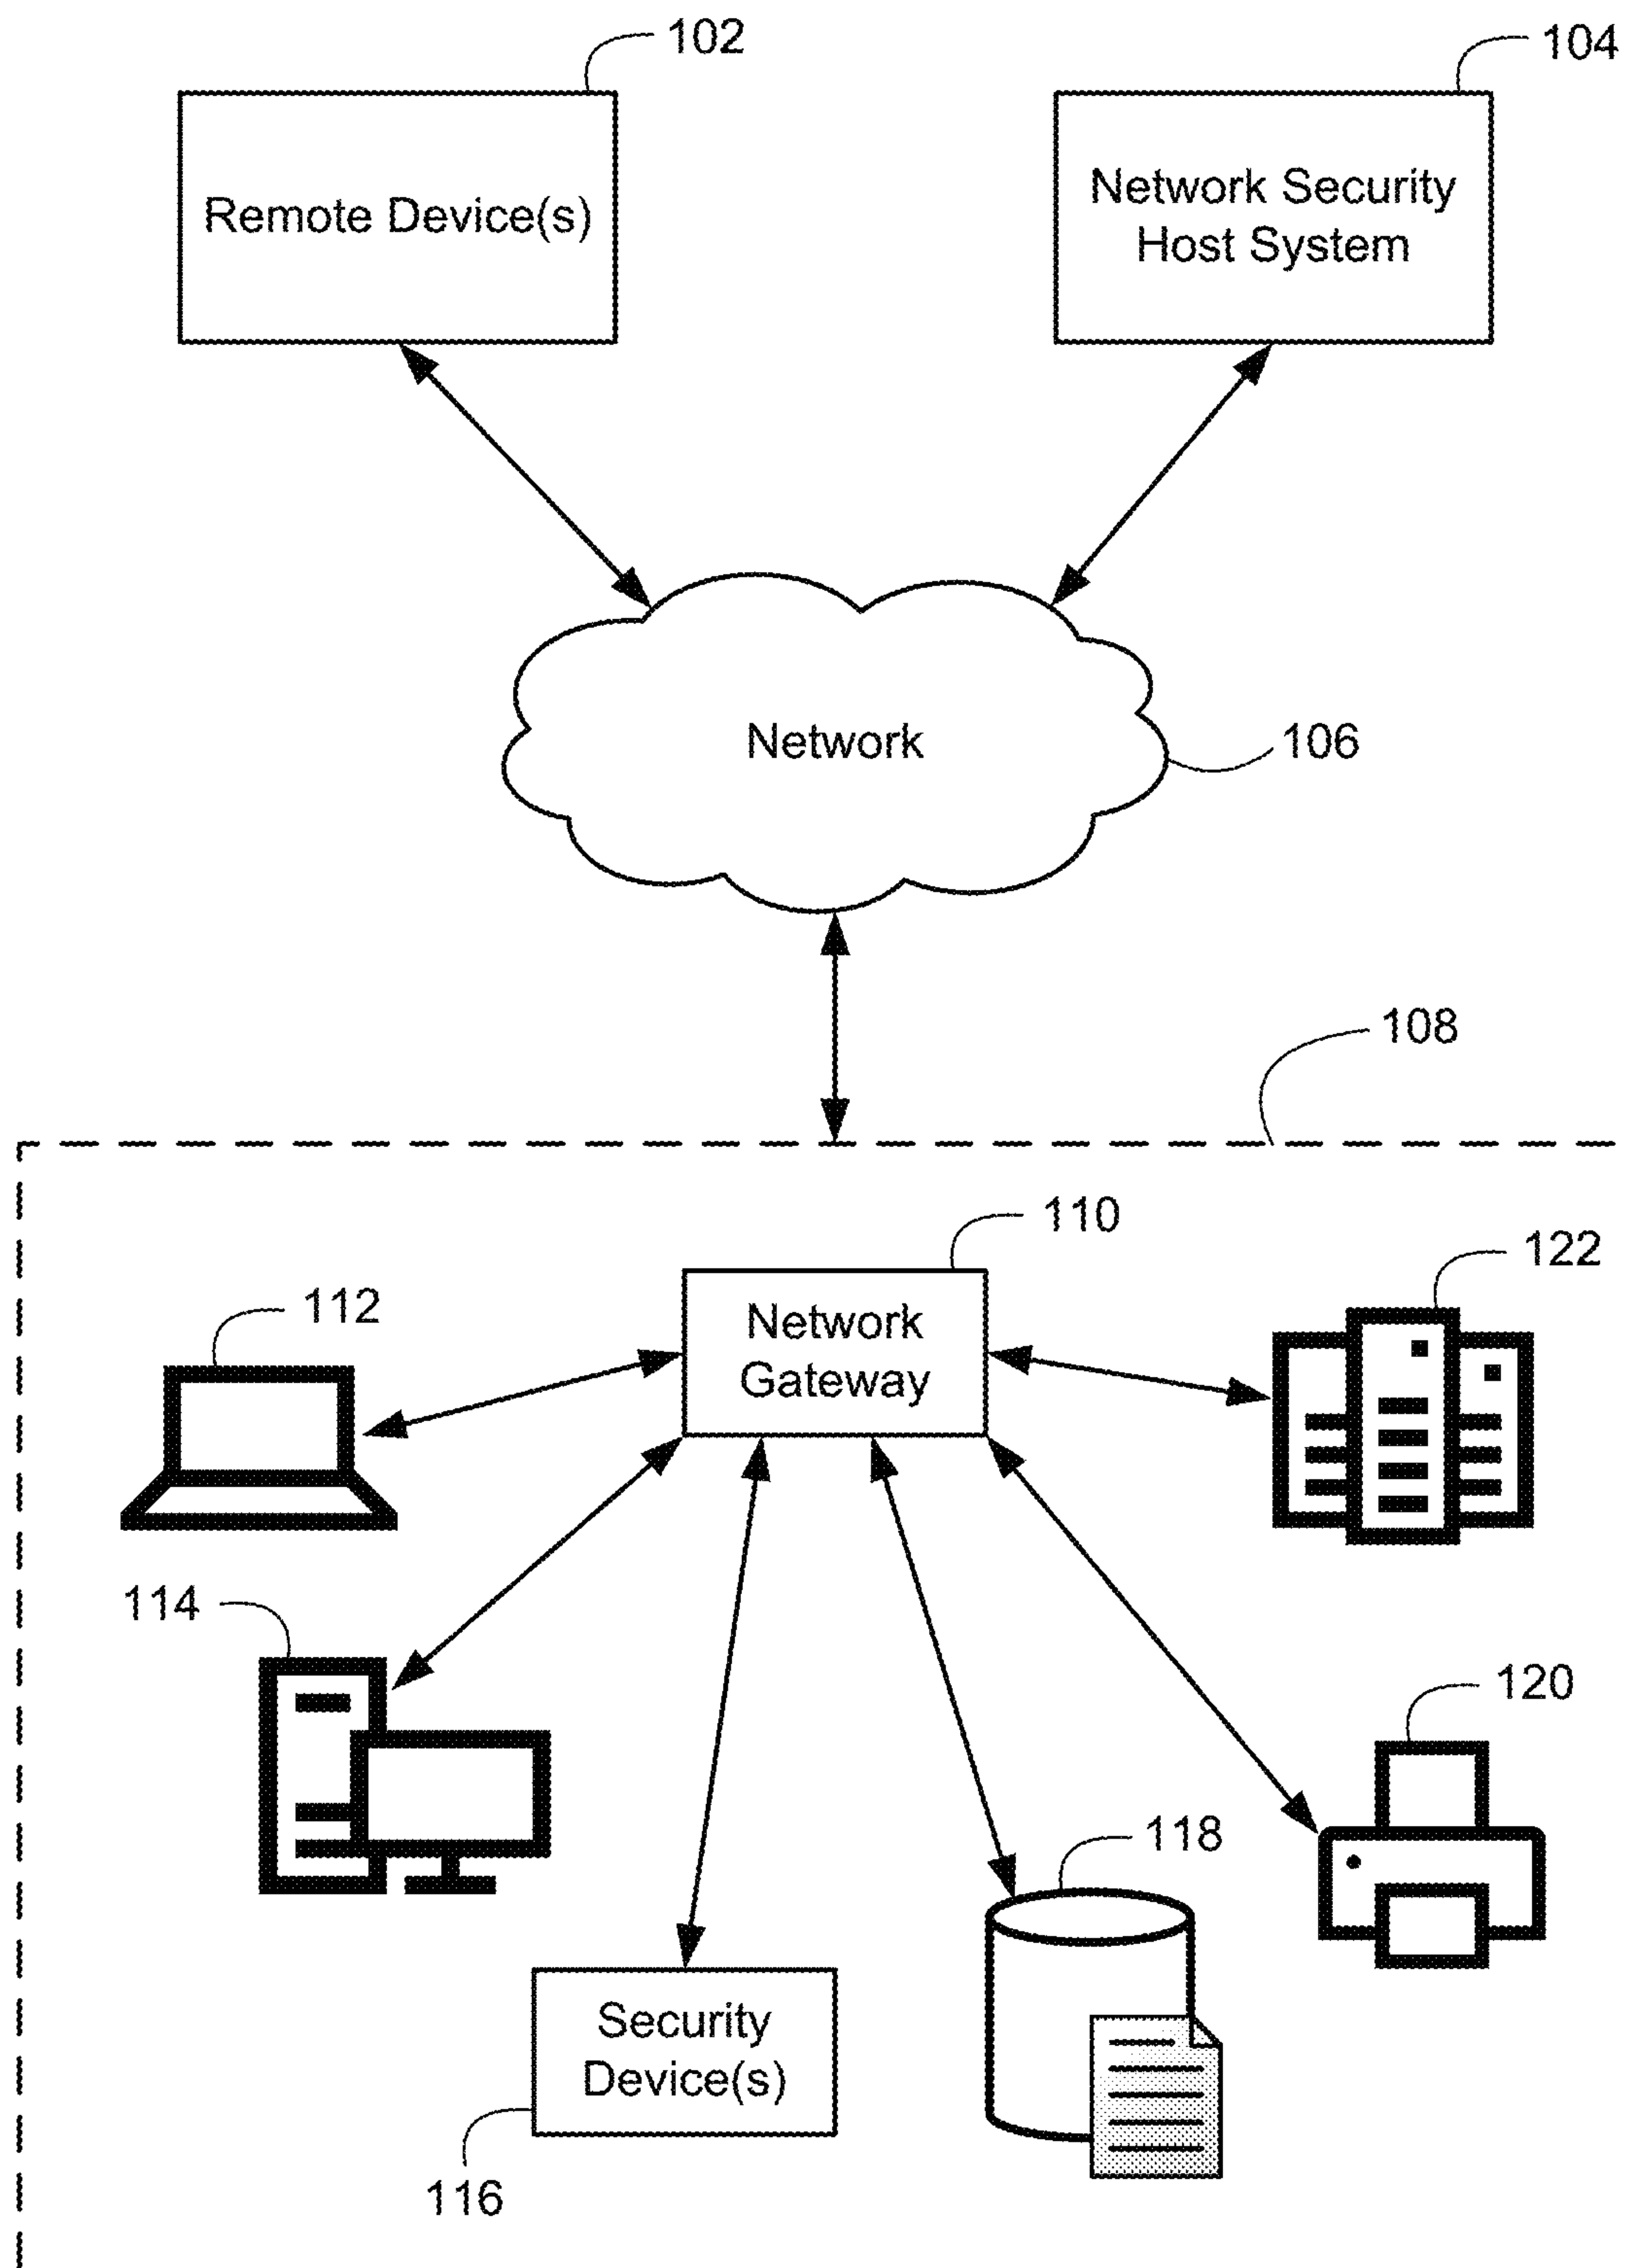 102
104
Remote Device(s)
Network Security
Host System
Network
106
108
110
122
112
Network
Gateway
114
120
118
Security
Device(s)
116